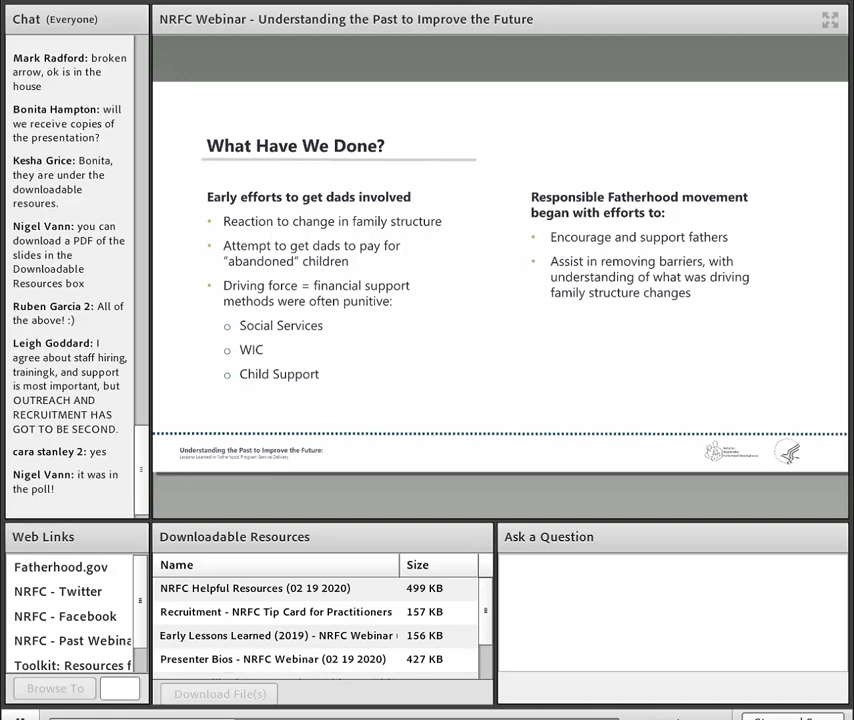 Chat (Everyone)
Mark Radford: broken
arrow, ok is in the
house
Bonita Hampton: will
we receive copies of
the presentation?
Kesha Grice: Bonita,
they are under the
downloadable
resoures.
Nigel Vann: you can
download a PDF of the
slides in the
Downloadable
Resources box
Ruben Garcia 2: All of
the above! :)
Leigh Goddard: I
agree about staff hiring,
trainingk, and support
is most important, but
OUTREACH AND
RECRUITMENT HAS
GOT TO BE SECOND.
cara stanley 2: yes
Nigel Vann: it was in
the poll!
NRFC Webinar - Understanding the Past to Improve the Future
What Have We Done?
Early efforts to get dads involved
• Reaction to change in family structure
• Attempt to get dads to pay for
"abandoned" children
• Driving force = financial support
methods were often punitive:
o Social Services
o WIC
o Child Support
Responsible Fatherhood movement
began with efforts to:
• Encourage and support fathers
• Assist in removing barriers, with
understanding of what was driving
family structure changes
Understanding the Past to Improve the Future:
Lessons Learned in Fatherhood Program Service Delivery
Web Links
Fatherhood.gov
NRFC - Twitter
NRFC - Facebook
NRFC - Past Webina
Toolkit: Resources f
Browse To
Downloadable Resources
Name Size
NRFC Helpful Resources (02 19 2020) 499 KB
Recruitment - NRFC Tip Card for Practitioners 157 KB
Early Lessons Learned (2019) - NRFC Webinar 156 KB
Presenter Bios - NRFC Webinar (02 19 2020) 427 KB
Download File(s)
Ask a Question